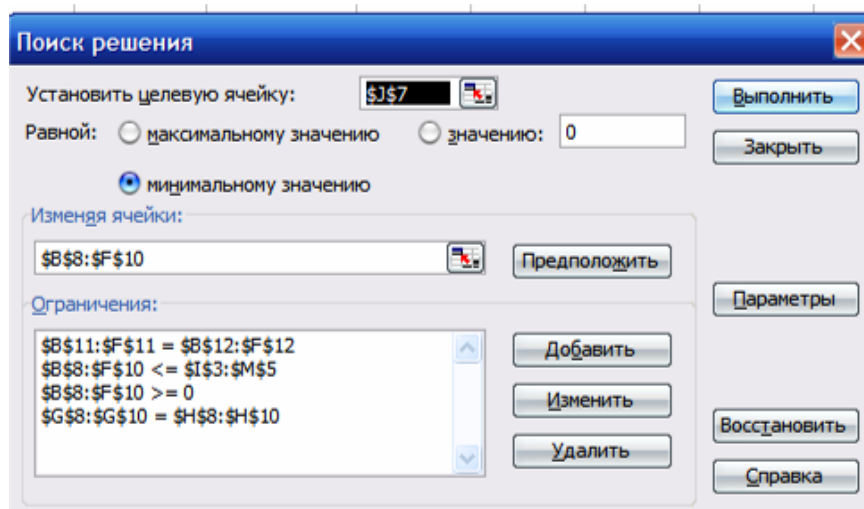 Поиск решения
Установить целевую ячейку: $J$7
Выполнить
Равной: максимальному значению значению: 0
Закрыть
минимальному значению
Изменяя ячейки:
$B$8:$F$10
Предположить
Ограничения:
Параметры
$B$11:$F$11 = $B$12:$F$12
Добавить
$B$8:$F$10 <= $I$3:$M$5
$B$8:$F$10 >= 0
Изменить
$G$8:$G$10 = $H$8:$H$10
Восстановить
Удалить
Справка